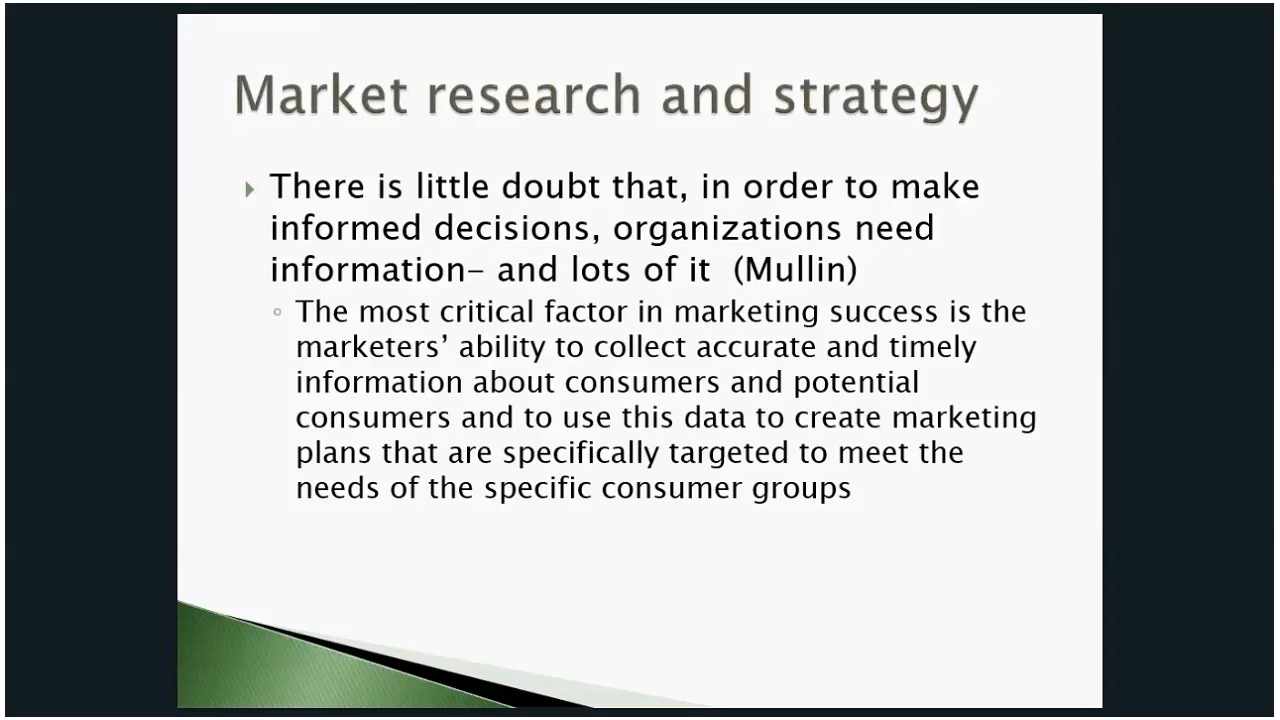 Market research and strategy
There is little doubt that, in order to make
informed decisions, organizations need
information- and lots of it (Mullin)
The most critical factor in marketing success is the
marketers’ ability to collect accurate and timely
information about consumers and potential
consumers and to use this data to create marketing
plans that are specifically targeted to meet the
needs of the specific consumer groups